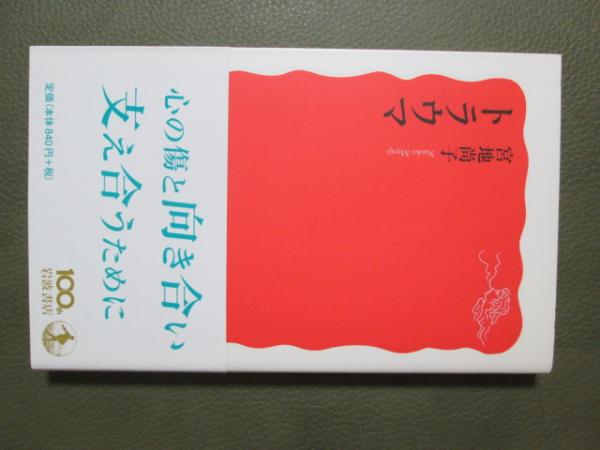 トラウマ
宮地尚子
Naoko Miyaji
心の傷と向き合い
支え合うために
定価（本体840円+税）
100th
岩波書店